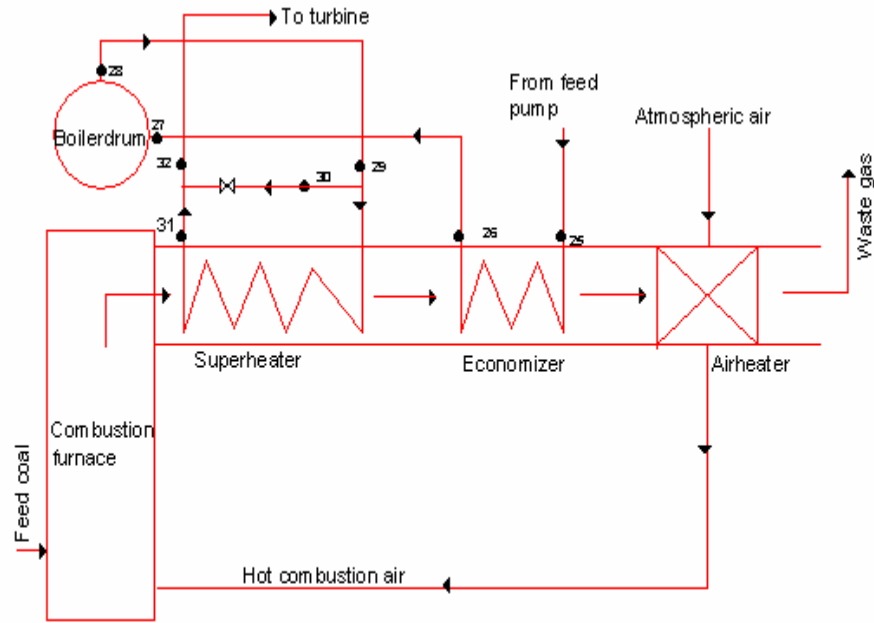 To turbine
28
From feed
pump
Atmospheric air
27
Boilerdrum
32
29
30
31
26
25
Waste gas
Superheater
Economizer
Airheater
Combustion
furnace
Feed coal
Hot combustion air